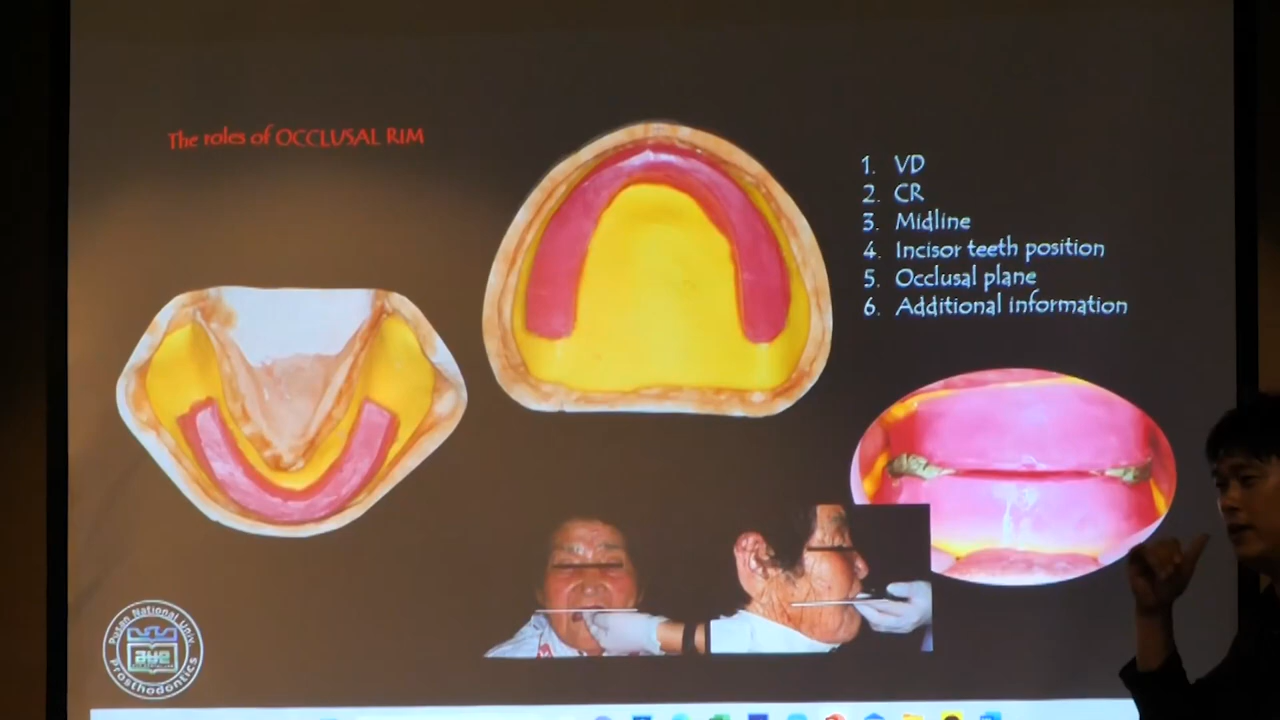 The roles of OCCLUSAL RIM
1. VD
2. CR
3. Midline
4. Incisor teeth position
5. Occlusal plane
6. Additional information
Pusan National Univ.
Prosthodontics